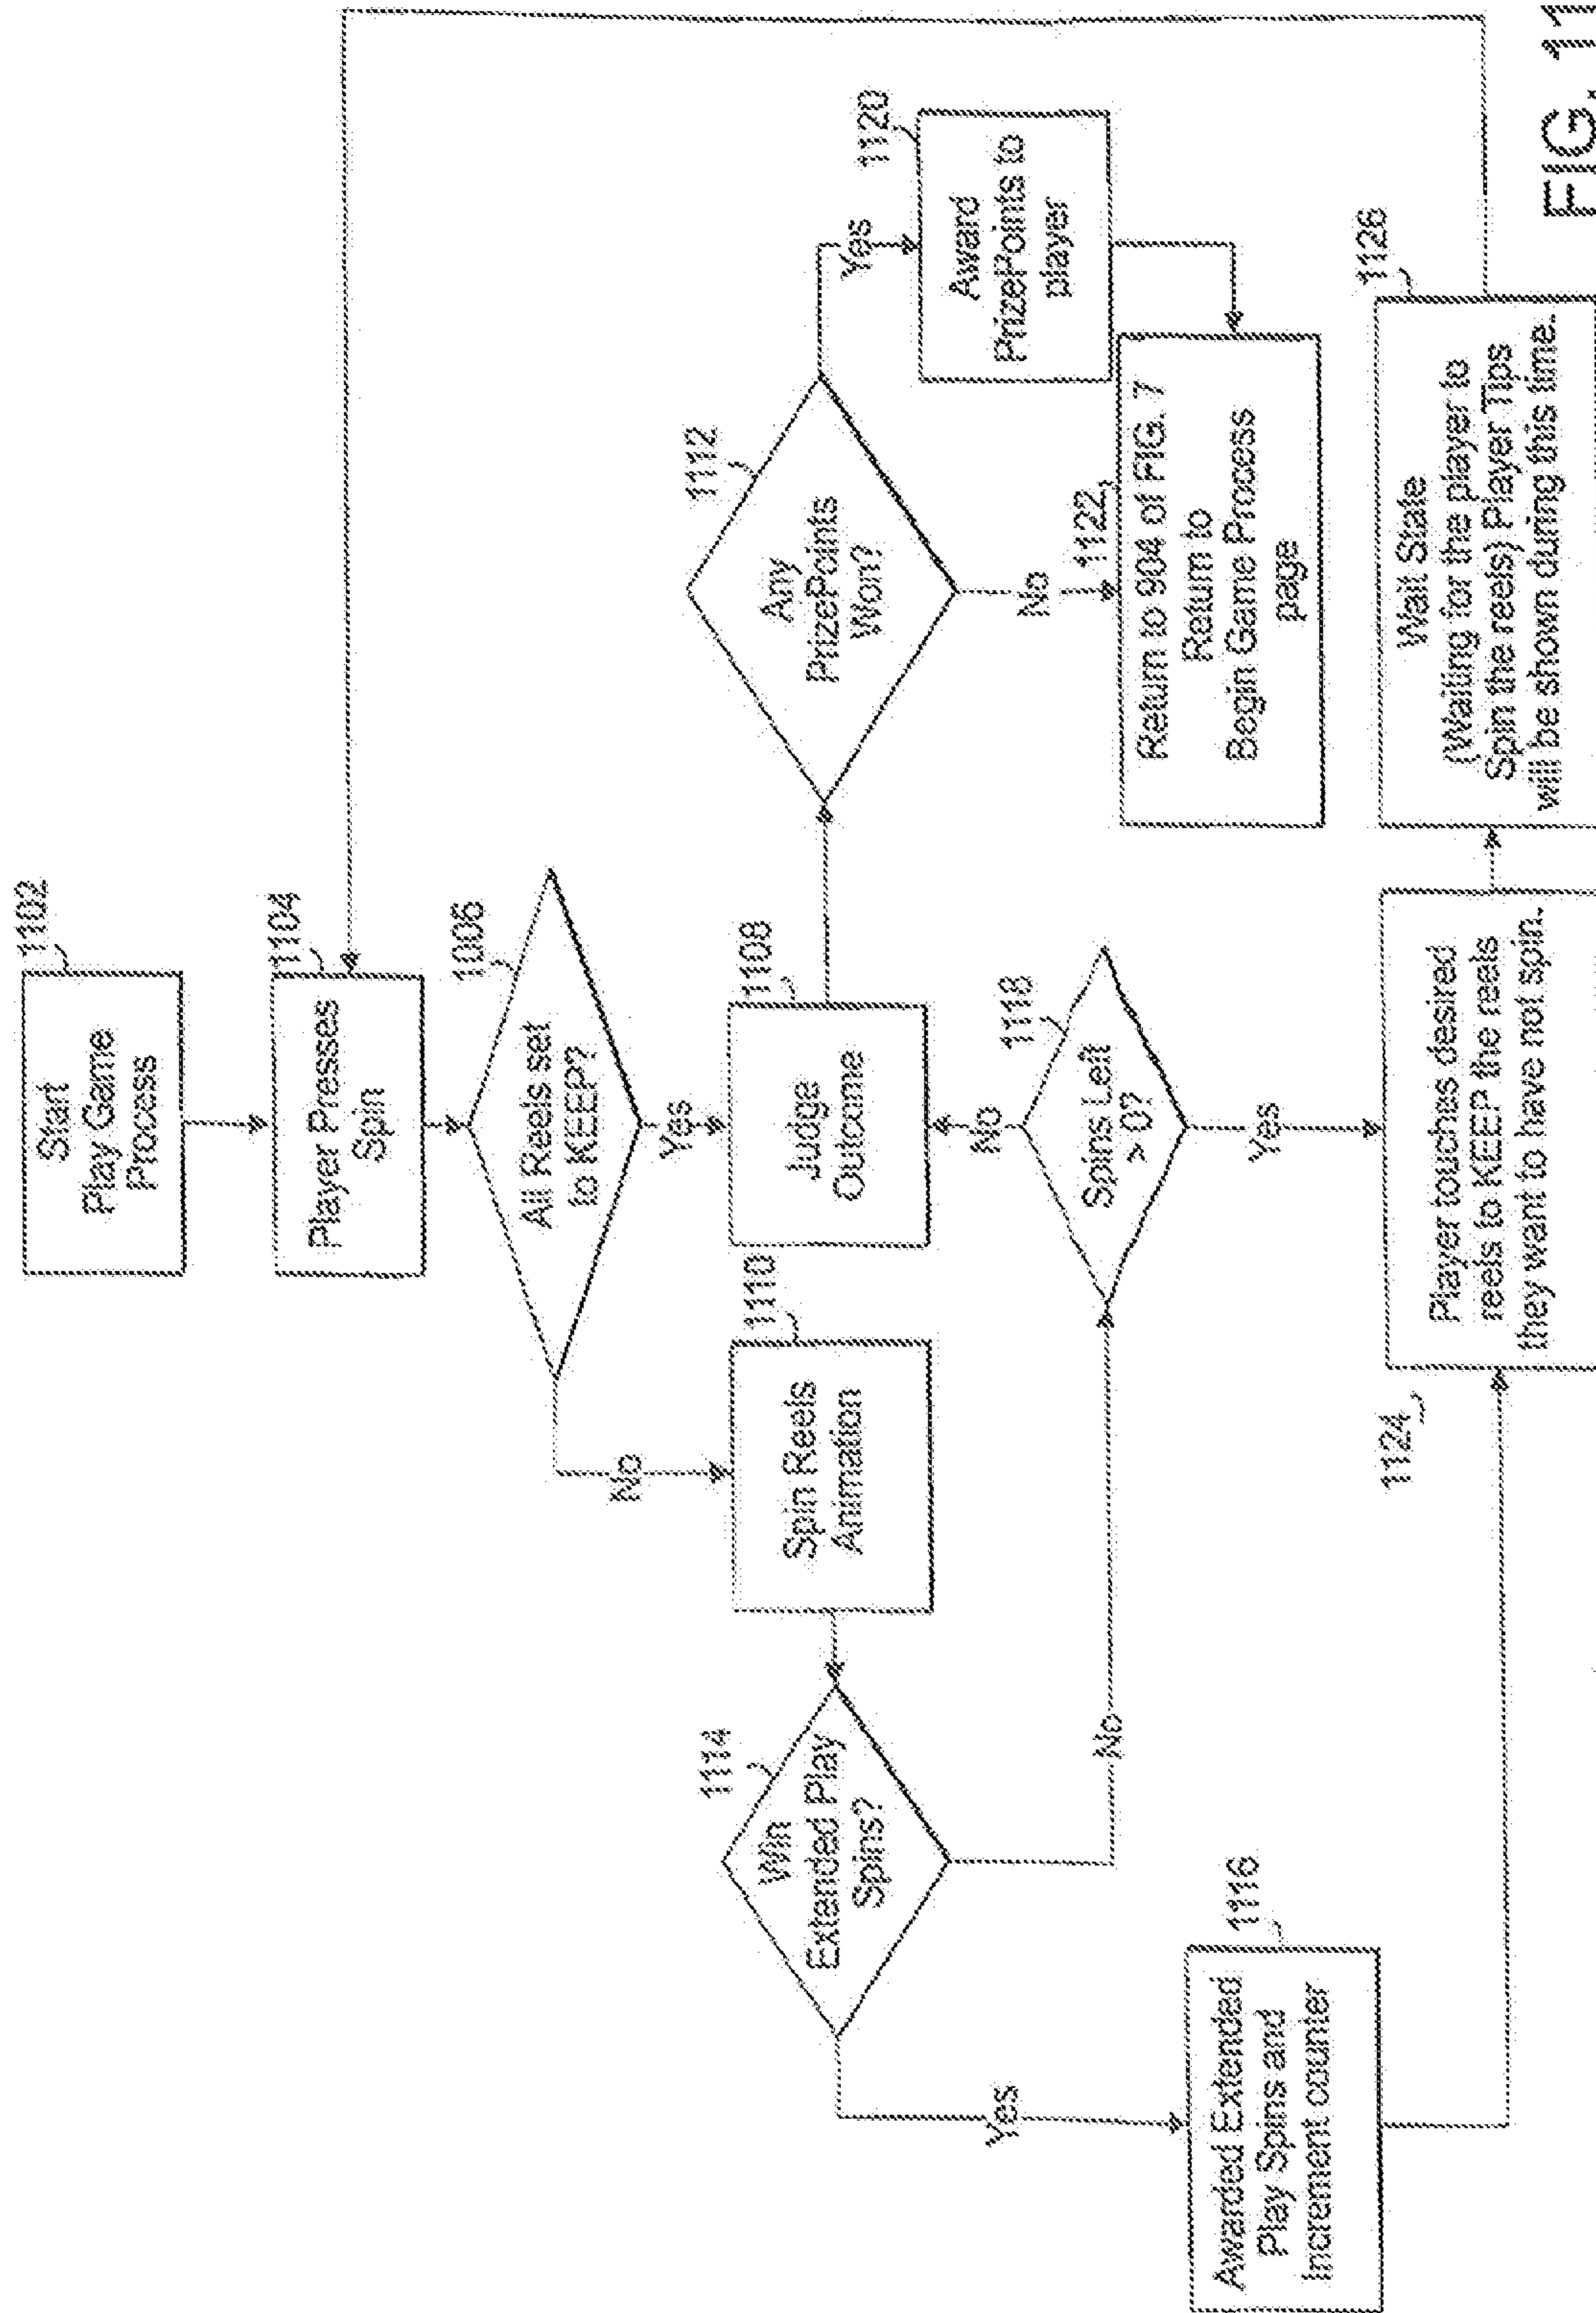 1102
Start
Play Game
Process
1104
Player Presses
Spin
1006
All Reels set
to KEEP?
No
Yes
1110
Spin Reels
Animation
1108
Judge
Outcome
1112
Any
PrizePoints
Won?
Yes
1120
Award
PrizePoints to
player
No
1122
Return to 904 of FIG. 7
Return to
Begin Game Process
page
1114
Win
Extended Play
Spins?
No
Yes
1118
Spins Left
> 0?
No
Yes
1116
Awarded Extended
Play Spins and
Increment counter
1124
Player touches desired
reels to KEEP the reels
they want to have not spin.
1126
Wait State
(Waiting for the player to
Spin the reels) Player Tips
will be shown during this time.
FIG. 11